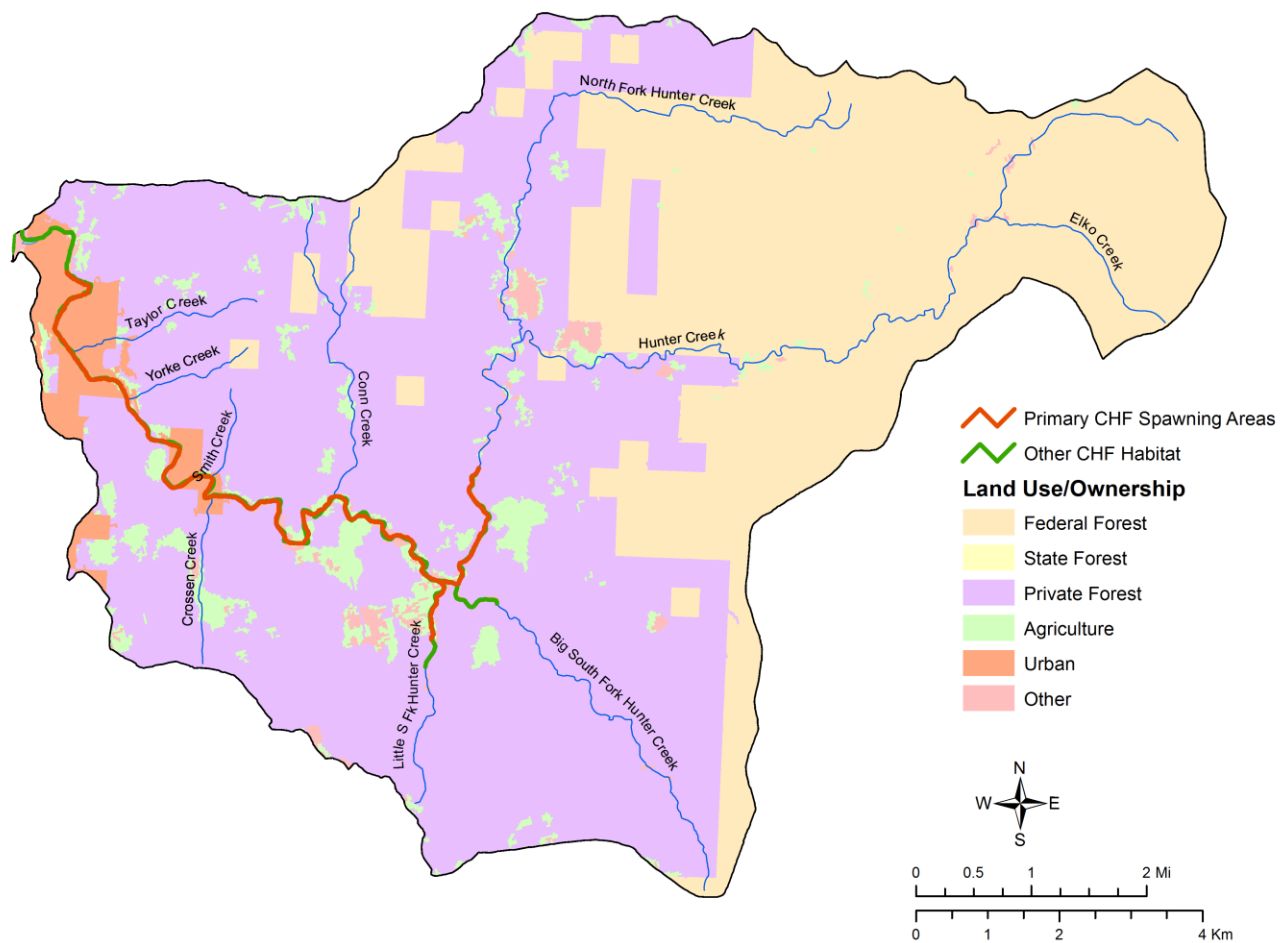 North Fork Hunter Creek
Elko Creek
Taylor Creek
Hunter Creek
Yorke Creek
Conn Creek
Smith Creek
Crossen Creek
Little S Fk Hunter Creek
Big South Fork Hunter Creek
Primary CHF Spawning Areas
Other CHF Habitat
Land Use/Ownership
Federal Forest
State Forest
Private Forest
Agriculture
Urban
Other
N
W E
S
0 0.5 1 2 Mi
0 1 2 4 Km